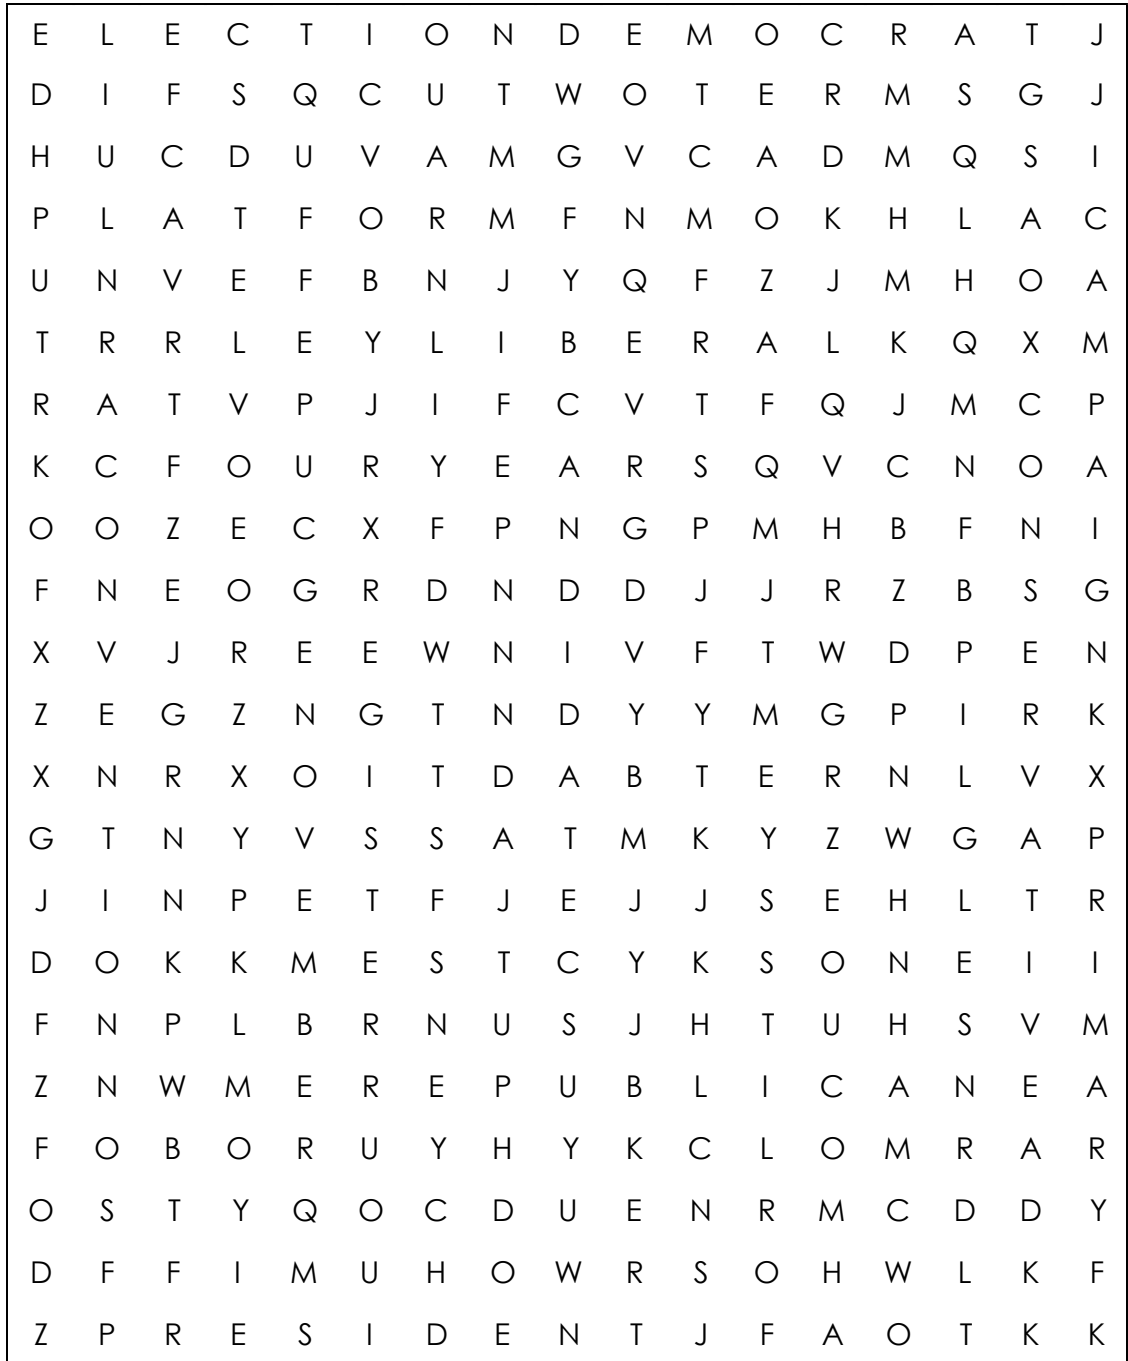 E L E C T I O N D E M O C R A T J
D I F S Q C U T W O T E R M S G J
H U C D U V A M G V C A D M Q S I
P L A T F O R M F N M O K H L A C
U N V E F B N J Y Q F Z J M H O A
T R R L E Y L I B E R A L K Q X M
R A T V P J I F C V T F Q J M C P
K C F O U R Y E A R S Q V C N O A
O O Z E C X F P N G P M H B F N I
F N E O G R D N D D J J R Z B S G
X V J R E E W N I V F T W D P E N
Z E G Z N G T N D Y Y M G P I R K
X N R X O I T D A B T E R N L V X
G T N Y V S S A T M K Y Z W G A P
J I N P E T F J E J J S E H L T R
D O K K M E S T C Y K S O N E I I
F N P L B R N U S J H T U H S V M
Z N W M E R E P U B L I C A N E A
F O B O R U Y H Y K C L O M R A R
O S T Y Q O C D U E N R M C D D Y
D F F I M U H O W R S O H W L K F
Z P R E S I D E N T J F A O T K K